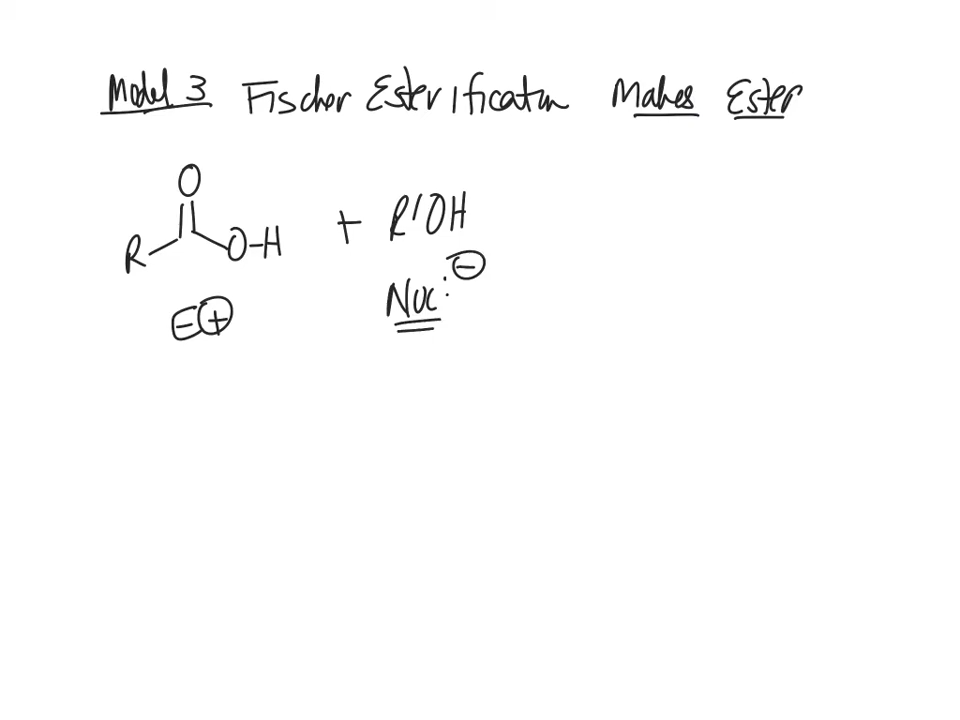 Model 3 Fischer Esterification Makes Ester
O
R O-H + R'OH
E⊕ Nuc:⊖